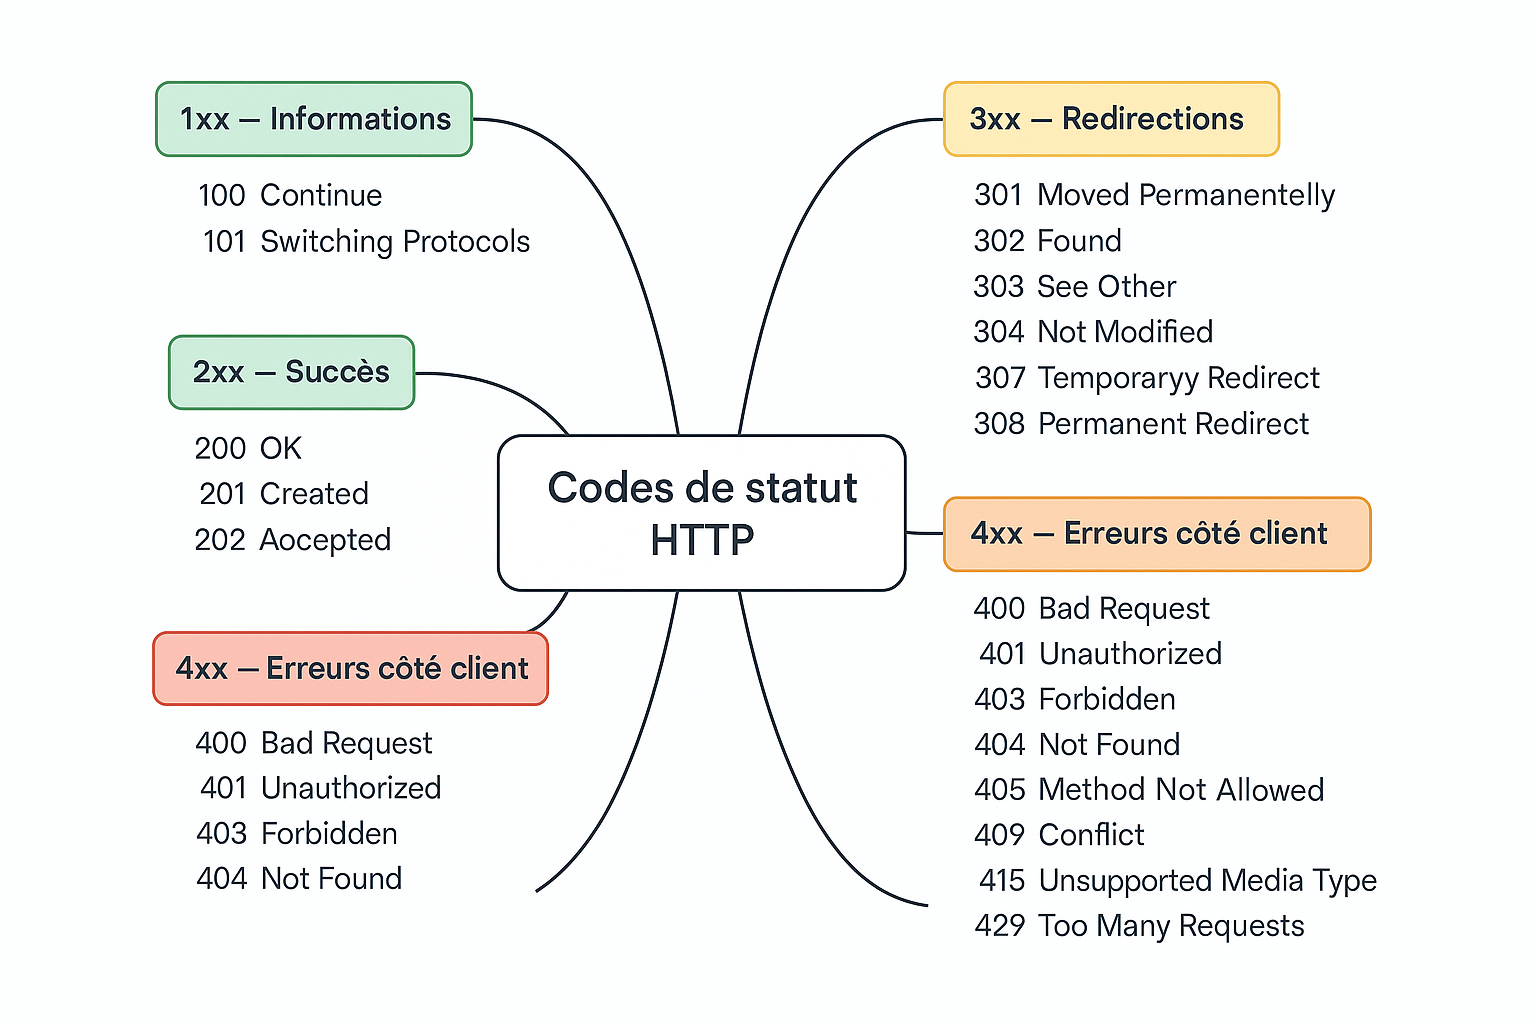 1xx — Informations
100 Continue
101 Switching Protocols
2xx — Succès
200 OK
201 Created
202 Aocepted
4xx — Erreurs côté client
400 Bad Request
401 Unauthorized
403 Forbidden
404 Not Found
Codes de statut
HTTP
3xx — Redirections
301 Moved Permanentelly
302 Found
303 See Other
304 Not Modified
307 Temporaryy Redirect
308 Permanent Redirect
4xx — Erreurs côté client
400 Bad Request
401 Unauthorized
403 Forbidden
404 Not Found
405 Method Not Allowed
409 Conflict
415 Unsupported Media Type
429 Too Many Requests